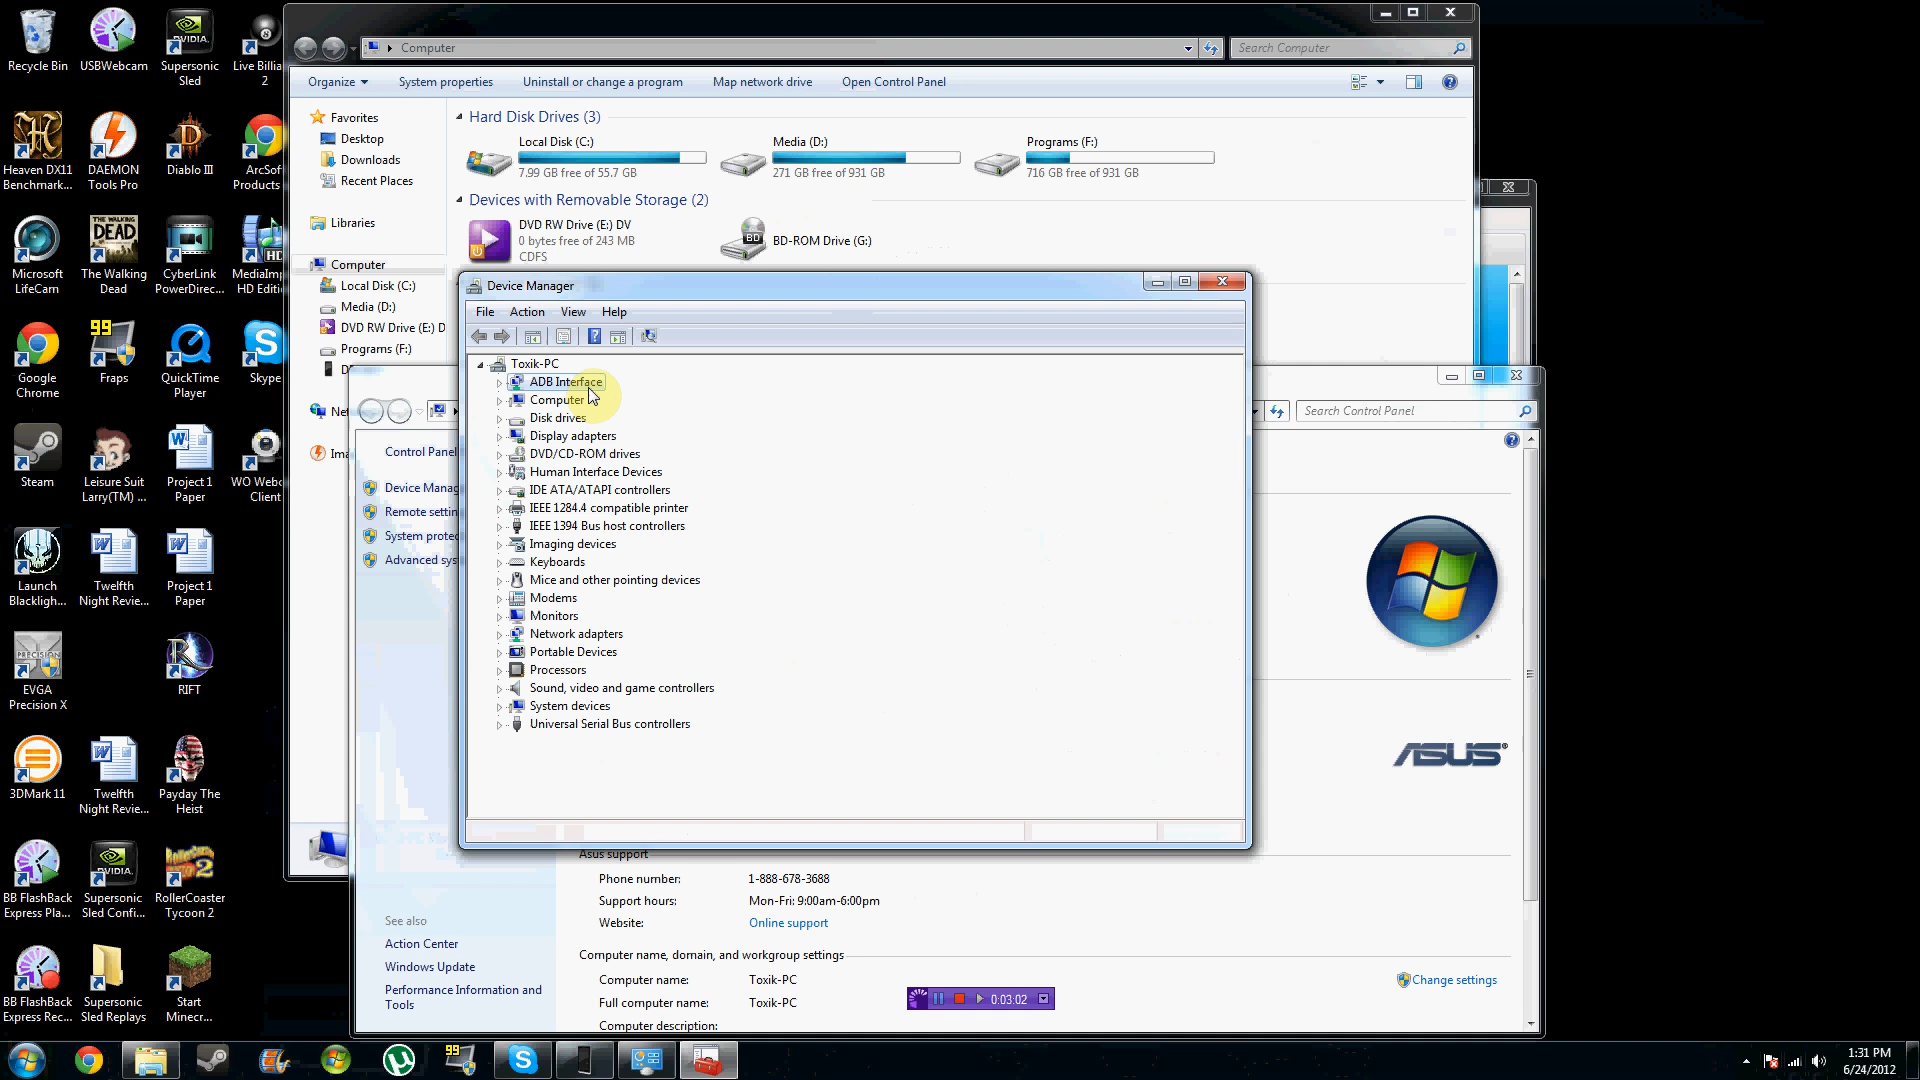 Recycle Bin
USBWebcam
Supersonic
Sled
Live Billia
2
Heaven DX11
Benchmark...
DAEMON
Tools Pro
Diablo III
ArcSof
Products
Microsoft
LifeCam
The Walking
Dead
CyberLink
PowerDirec...
MediaImp
HD Editi
Google
Chrome
99
Fraps
QuickTime
Player
Skype
Steam
Leisure Suit
Larry(TM) ...
Project 1
Paper
WO Webc
Client
Launch
Blackligh...
Twelfth
Night Revie...
Project 1
Paper
PRECISION
EVGA
Precision X
RIFT
3DMark 11
Twelfth
Night Revie...
Payday The
Heist
BB FlashBack
Express Pla...
Supersonic
Sled Confi...
RollerCoaster
Tycoon 2
BB FlashBack
Express Rec...
Supersonic
Sled Replays
Start
Minecr...
Computer
Search Computer
Organize
System properties
Uninstall or change a program
Map network drive
Open Control Panel
Favorites
Desktop
Downloads
Recent Places
Libraries
Computer
Local Disk (C:)
Media (D:)
DVD RW Drive (E:) D
Programs (F:)
D
Net
Ima
Hard Disk Drives (3)
Local Disk (C:)
7.99 GB free of 55.7 GB
Media (D:)
271 GB free of 931 GB
Programs (F:)
716 GB free of 931 GB
Devices with Removable Storage (2)
DVD RW Drive (E:) DV
0 bytes free of 243 MB
CDFS
BD
BD-ROM Drive (G:)
Device Manager
File
Action
View
Help
Toxik-PC
ADB Interface
Computer
Disk drives
Display adapters
DVD/CD-ROM drives
Human Interface Devices
IDE ATA/ATAPI controllers
IEEE 1284.4 compatible printer
IEEE 1394 Bus host controllers
Imaging devices
Keyboards
Mice and other pointing devices
Modems
Monitors
Network adapters
Portable Devices
Processors
Sound, video and game controllers
System devices
Universal Serial Bus controllers
Search Control Panel
Control Panel
Device Manag
Remote settin
System protec
Advanced sys
See also
Action Center
Windows Update
Performance Information and
Tools
ASUS
Asus support
Phone number:
1-888-678-3688
Support hours:
Mon-Fri: 9:00am-6:00pm
Website:
Online support
Computer name, domain, and workgroup settings
Computer name:
Toxik-PC
Change settings
Full computer name:
Toxik-PC
Computer description:
0:03:02
99
1:31 PM
6/24/2012